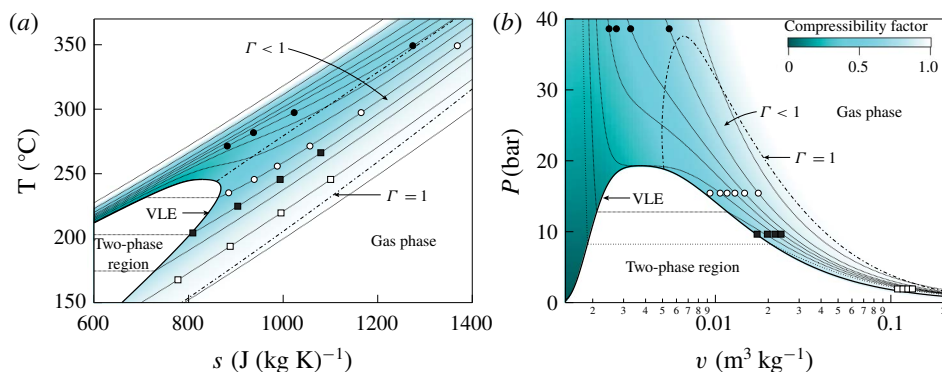 (a)
350
300
250
200
150
T (°C)
Γ < 1
VLE
Γ = 1
Two-phase
region
Gas phase
600
800
1000
1200
1400
s (J (kg K)⁻¹)
(b)
40
30
20
10
0
P (bar)
Compressibility factor
0
0.5
1.0
Gas phase
Γ < 1
Γ = 1
VLE
Two-phase region
2 3 4 5 6 7 8 9 0.01 2 3 4 5 6 7 8 9 0.1
v (m³ kg⁻¹)